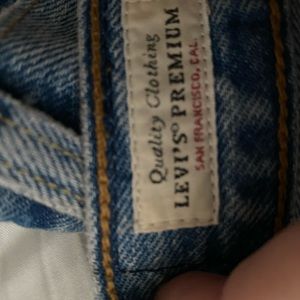 Quality Clothing
LEVI'S® PREMIUM
SAN FRANCISCO, CAL.